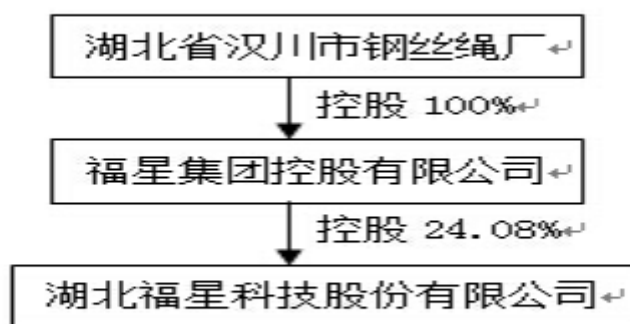 湖北省汉川市钢丝绳厂↵
控股 100%↵
福星集团控股有限公司↵
控股 24.08%↵
湖北福星科技股份有限公司↵